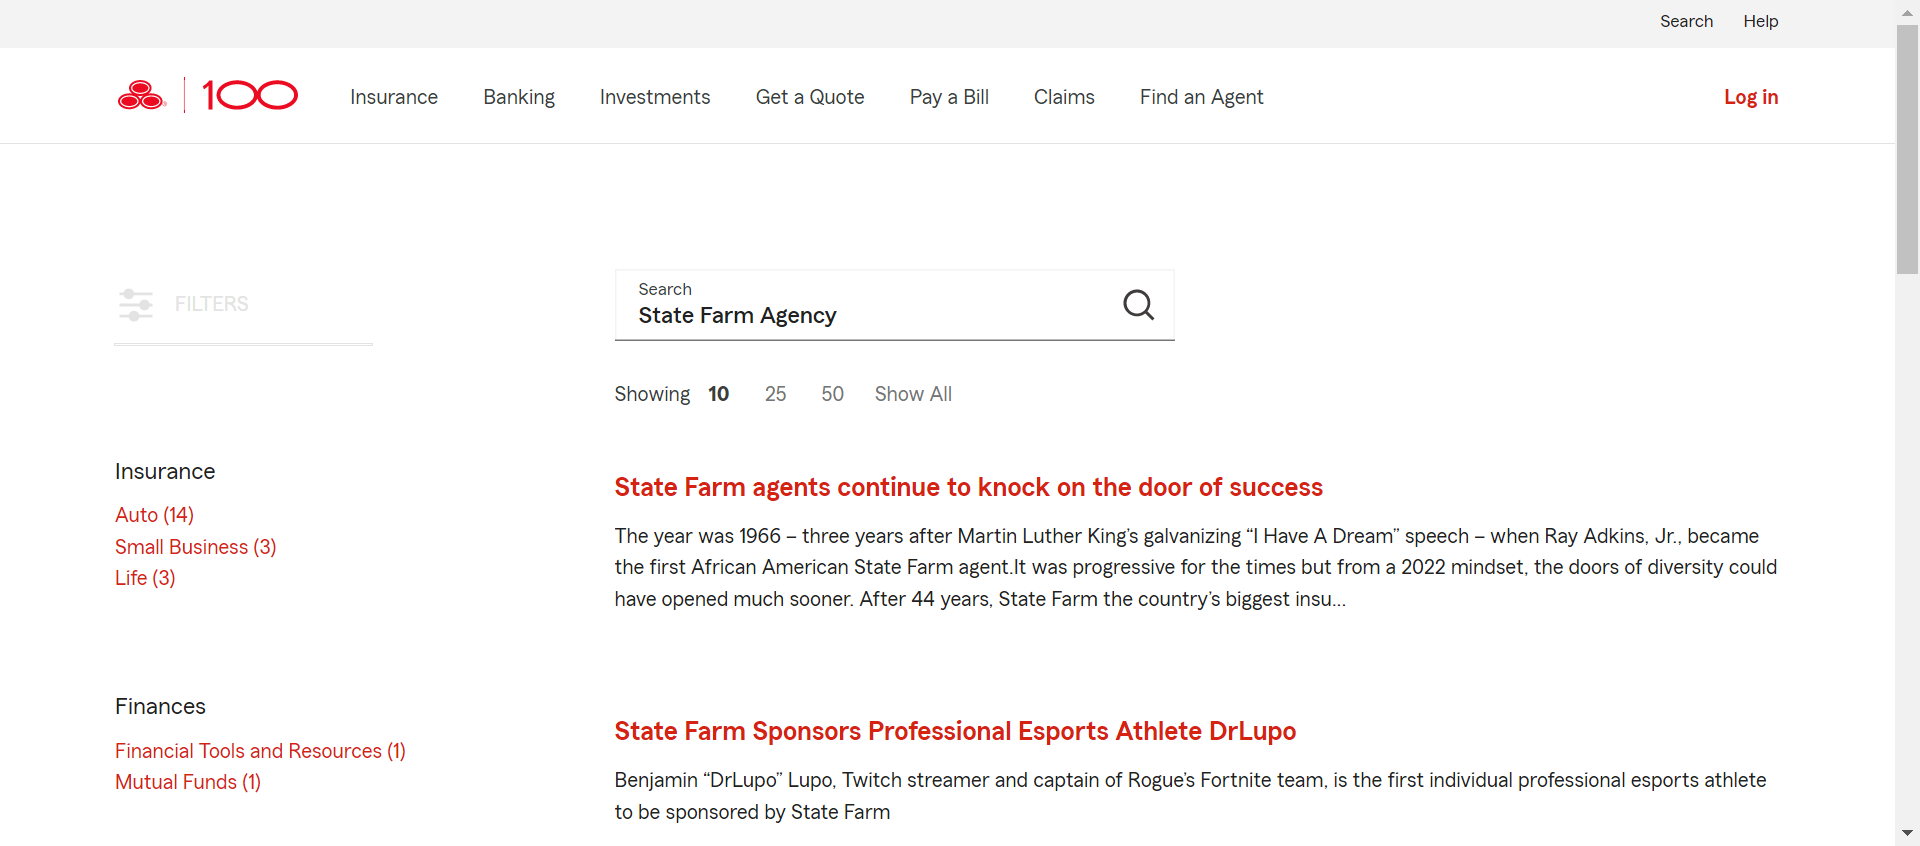 Search Help
100 Insurance Banking Investments Get a Quote Pay a Bill Claims Find an Agent Log in
FILTERS
Search
State Farm Agency
Showing 10 25 50 Show All
Insurance
Auto (14)
Small Business (3)
Life (3)
Finances
Financial Tools and Resources (1)
Mutual Funds (1)
State Farm agents continue to knock on the door of success
The year was 1966 – three years after Martin Luther King’s galvanizing “I Have A Dream” speech – when Ray Adkins, Jr., became
the first African American State Farm agent.It was progressive for the times but from a 2022 mindset, the doors of diversity could
have opened much sooner. After 44 years, State Farm the country’s biggest insu...
State Farm Sponsors Professional Esports Athlete DrLupo
Benjamin “DrLupo” Lupo, Twitch streamer and captain of Rogue’s Fortnite team, is the first individual professional esports athlete
to be sponsored by State Farm